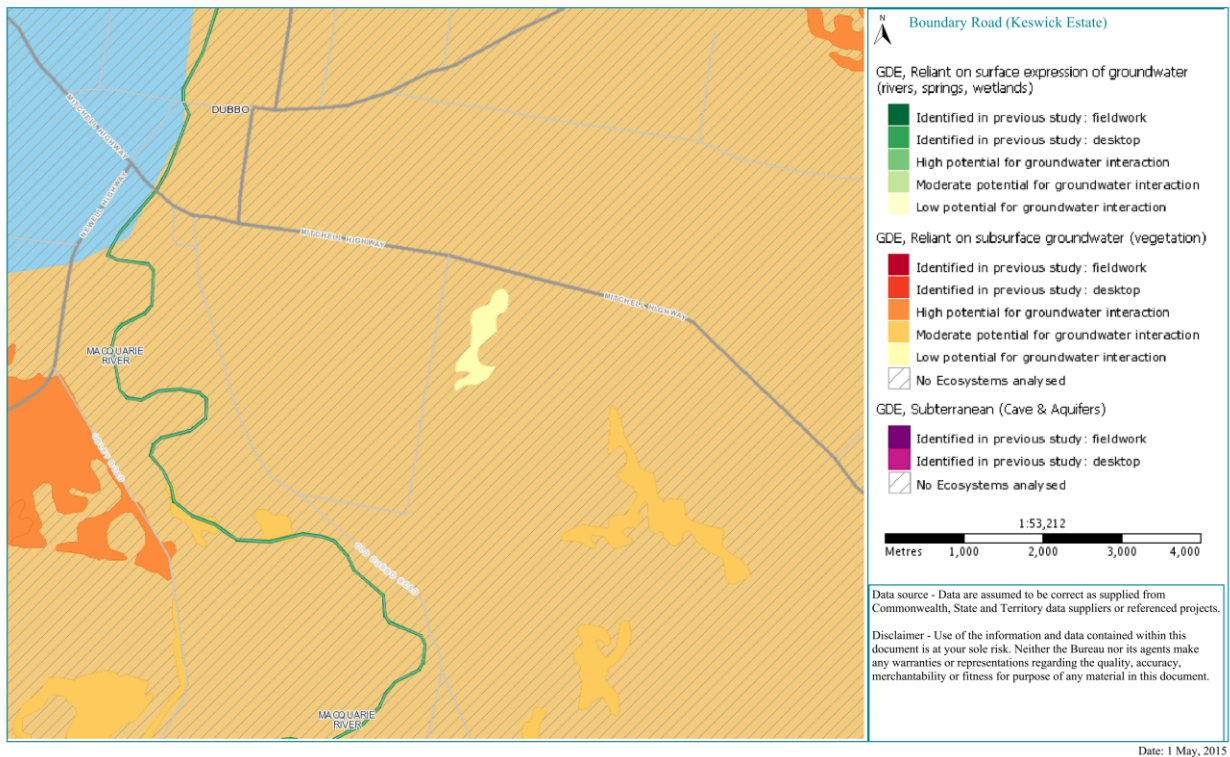 MITCHELL HIGHWAY
DUBBO
NEWELL HIGHWAY
MITCHELL HIGHWAY
MITCHELL HIGHWAY
MACQUARIE
RIVER
OBLEY ROAD
OLD DUBBO ROAD
MACQUARIE
RIVER
N
Boundary Road (Keswick Estate)
GDE, Reliant on surface expression of groundwater
(rivers, springs, wetlands)
Identified in previous study: fieldwork
Identified in previous study: desktop
High potential for groundwater interaction
Moderate potential for groundwater interaction
Low potential for groundwater interaction
GDE, Reliant on subsurface groundwater (vegetation)
Identified in previous study: fieldwork
Identified in previous study: desktop
High potential for groundwater interaction
Moderate potential for groundwater interaction
Low potential for groundwater interaction
No Ecosystems analysed
GDE, Subterranean (Cave & Aquifers)
Identified in previous study: fieldwork
Identified in previous study: desktop
No Ecosystems analysed
1:53,212
Metres 1,000 2,000 3,000 4,000
Data source - Data are assumed to be correct as supplied from
Commonwealth, State and Territory data suppliers or referenced projects.
Disclaimer - Use of the information and data contained within this
document is at your sole risk. Neither the Bureau nor its agents make
any warranties or representations regarding the quality, accuracy,
merchantability or fitness for purpose of any material in this document.
Date: 1 May, 2015